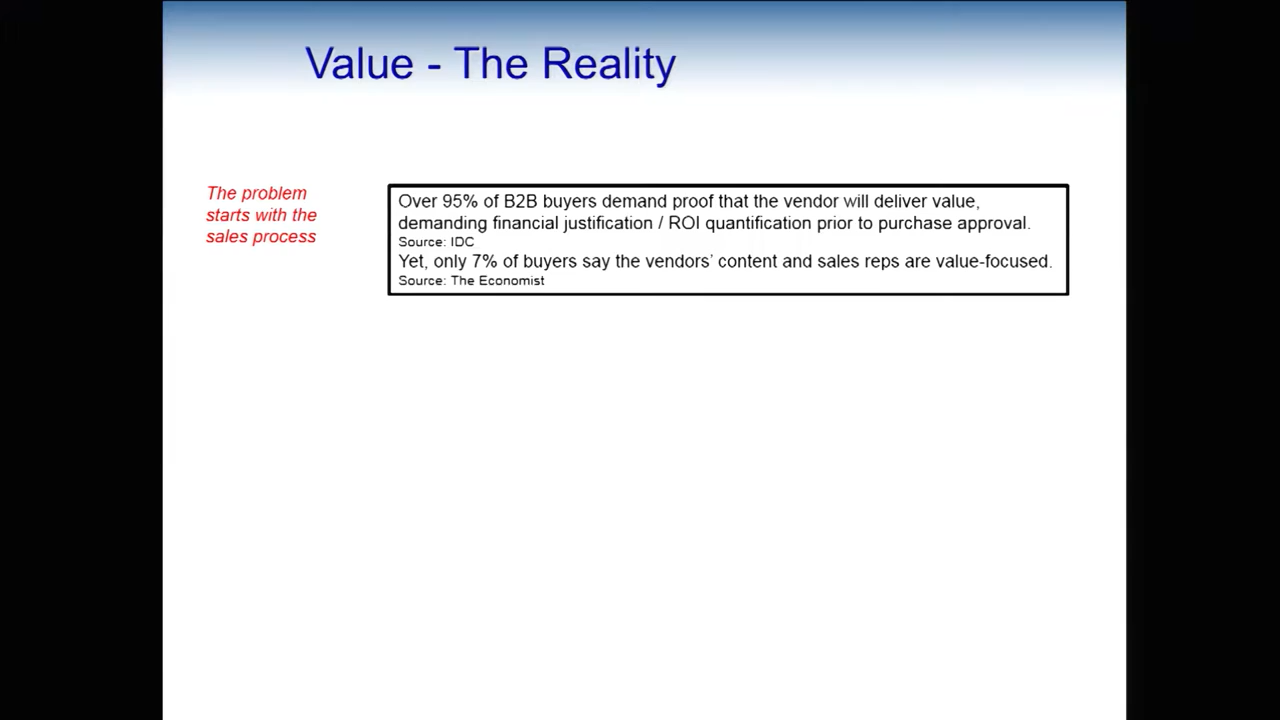 Value - The Reality
The problem
starts with the
sales process
Over 95% of B2B buyers demand proof that the vendor will deliver value,
demanding financial justification / ROI quantification prior to purchase approval.
Source: IDC
Yet, only 7% of buyers say the vendors’ content and sales reps are value-focused.
Source: The Economist